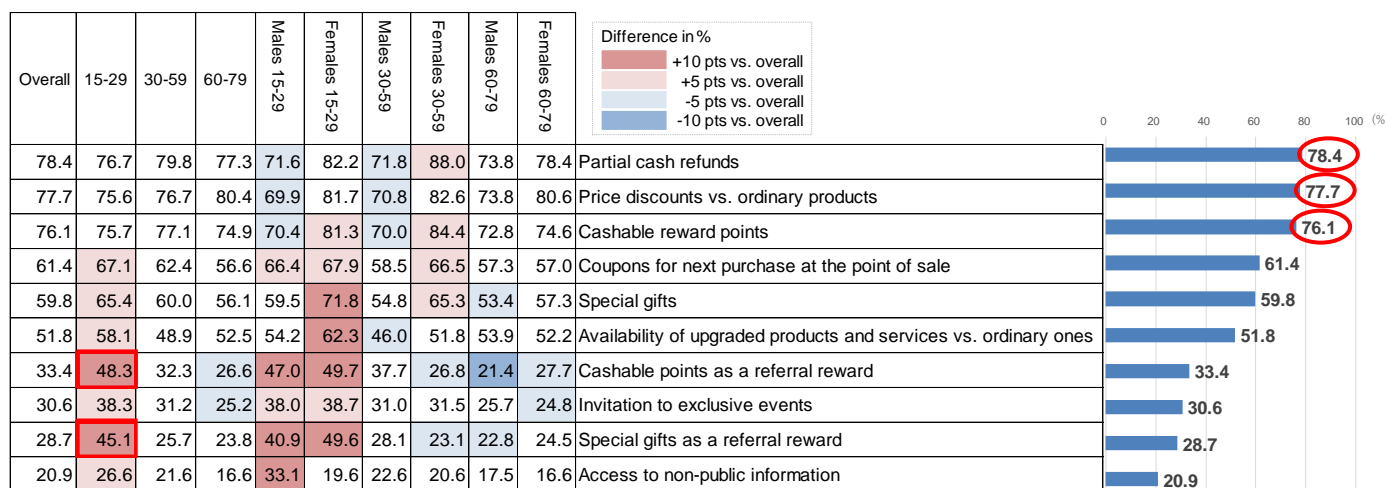 Overall 15-29 30-59 60-79 Males 15-29 Females 15-29 Males 30-59 Females 30-59 Males 60-79 Females 60-79
Difference in %
+10 pts vs. overall
+5 pts vs. overall
-5 pts vs. overall
-10 pts vs. overall
0 20 40 60 80 100 (%
78.4 76.7 79.8 77.3 71.6 82.2 71.8 88.0 73.8 78.4 Partial cash refunds 78.4
77.7 75.6 76.7 80.4 69.9 81.7 70.8 82.6 73.8 80.6 Price discounts vs. ordinary products 77.7
76.1 75.7 77.1 74.9 70.4 81.3 70.0 84.4 72.8 74.6 Cashable reward points 76.1
61.4 67.1 62.4 56.6 66.4 67.9 58.5 66.5 57.3 57.0 Coupons for next purchase at the point of sale 61.4
59.8 65.4 60.0 56.1 59.5 71.8 54.8 65.3 53.4 57.3 Special gifts 59.8
51.8 58.1 48.9 52.5 54.2 62.3 46.0 51.8 53.9 52.2 Availability of upgraded products and services vs. ordinary ones 51.8
33.4 48.3 32.3 26.6 47.0 49.7 37.7 26.8 21.4 27.7 Cashable points as a referral reward 33.4
30.6 38.3 31.2 25.2 38.0 38.7 31.0 31.5 25.7 24.8 Invitation to exclusive events 30.6
28.7 45.1 25.7 23.8 40.9 49.6 28.1 23.1 22.8 24.5 Special gifts as a referral reward 28.7
20.9 26.6 21.6 16.6 33.1 19.6 22.6 20.6 17.5 16.6 Access to non-public information 20.9